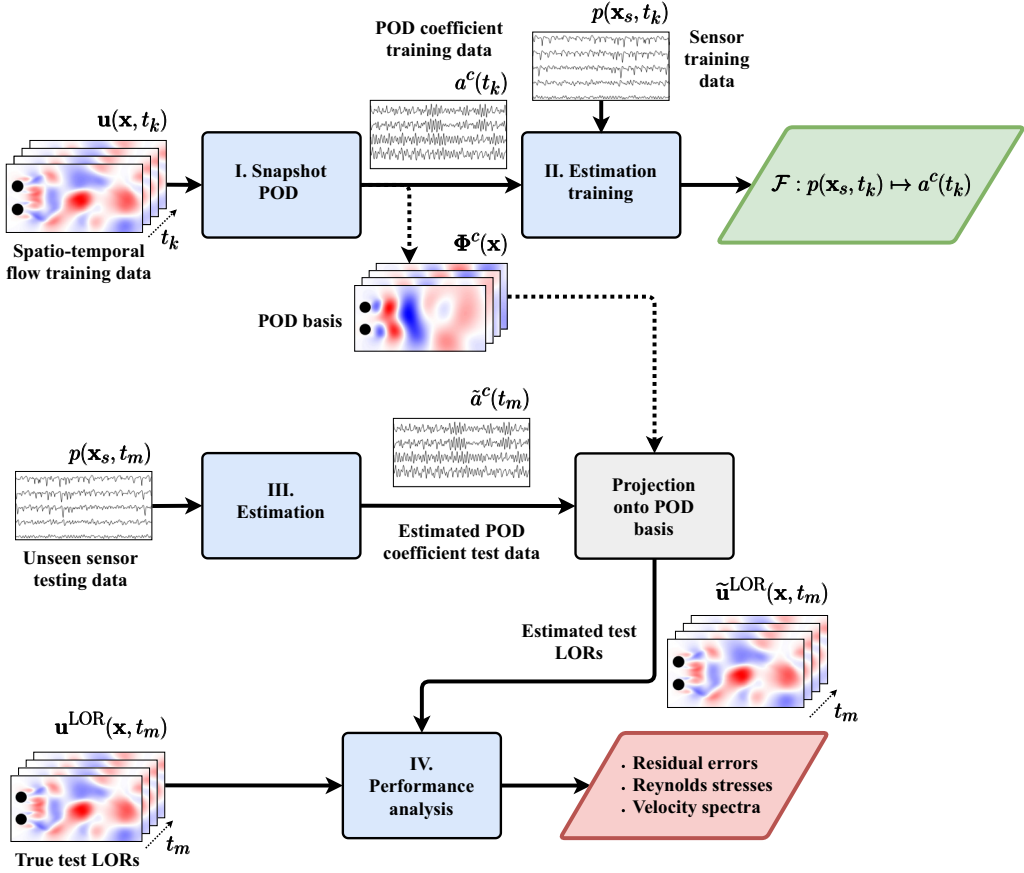 POD coefficient
training data
a^c(t_k)
p(𝐱_s, t_k)
Sensor
training
data
𝐮(𝐱, t_k)
t_k
Spatio-temporal
flow training data
I. Snapshot
POD
II. Estimation
training
ℱ : p(𝐱_s, t_k) ↦ a^c(t_k)
𝚽^c(𝐱)
POD basis
p(𝐱_s, t_m)
Unseen sensor
testing data
III.
Estimation
ã^c(t_m)
Estimated POD
coefficient test data
Projection
onto POD
basis
Estimated test
LORs
𝐮̃^LOR(𝐱, t_m)
t_m
𝐮^LOR(𝐱, t_m)
t_m
True test LORs
IV.
Performance
analysis
. Residual errors
. Reynolds stresses
. Velocity spectra